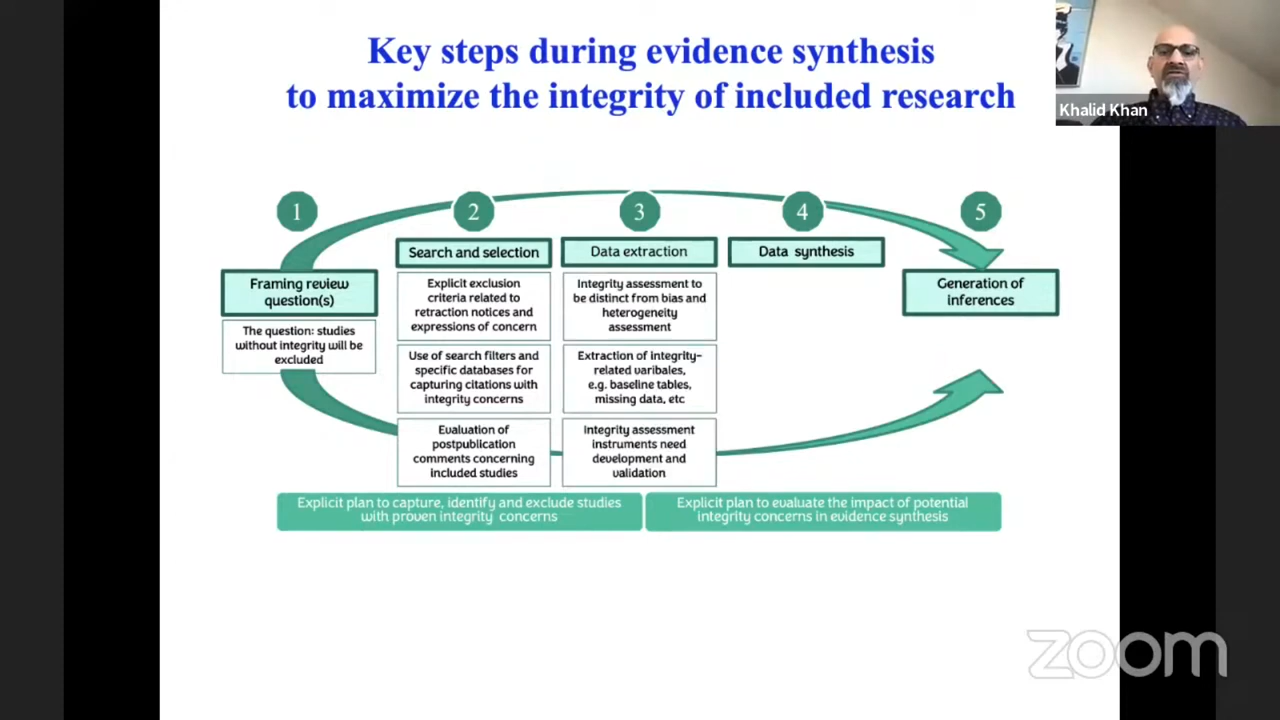 Key steps during evidence synthesis
to maximize the integrity of included research
Khalid Khan
1
2
3
4
5
Framing review
question(s)
The question: studies
without integrity will be
excluded
Search and selection
Explicit exclusion
criteria related to
retraction notices and
expressions of concern
Use of search filters and
specific databases for
capturing citations with
integrity concerns
Evaluation of
postpublication
comments concerning
included studies
Data extraction
Integrity assessment to
be distinct from bias and
heterogeneity
assessment
Extraction of integrity-
related varibales,
e.g. baseline tables,
missing data, etc
Integrity assessment
instruments need
development and
validation
Data synthesis
Generation of
inferences
Explicit plan to capture, identify and exclude studies
with proven integrity concerns
Explicit plan to evaluate the impact of potential
integrity concerns in evidence synthesis
zoom